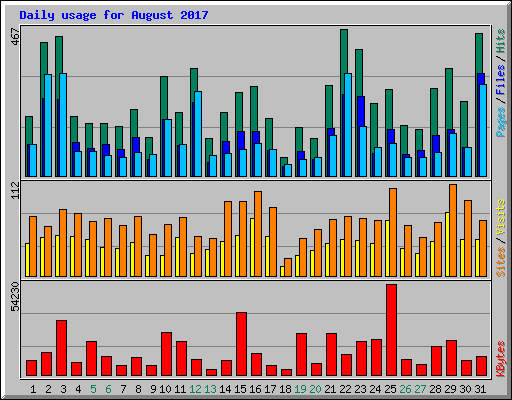 Daily usage for August 2017
467
Pages / Files / Hits
112
Sites / Visits
54230
KBytes
1 2 3 4 5 6 7 8 9 10 11 12 13 14 15 16 17 18 19 20 21 22 23 24 25 26 27 28 29 30 31